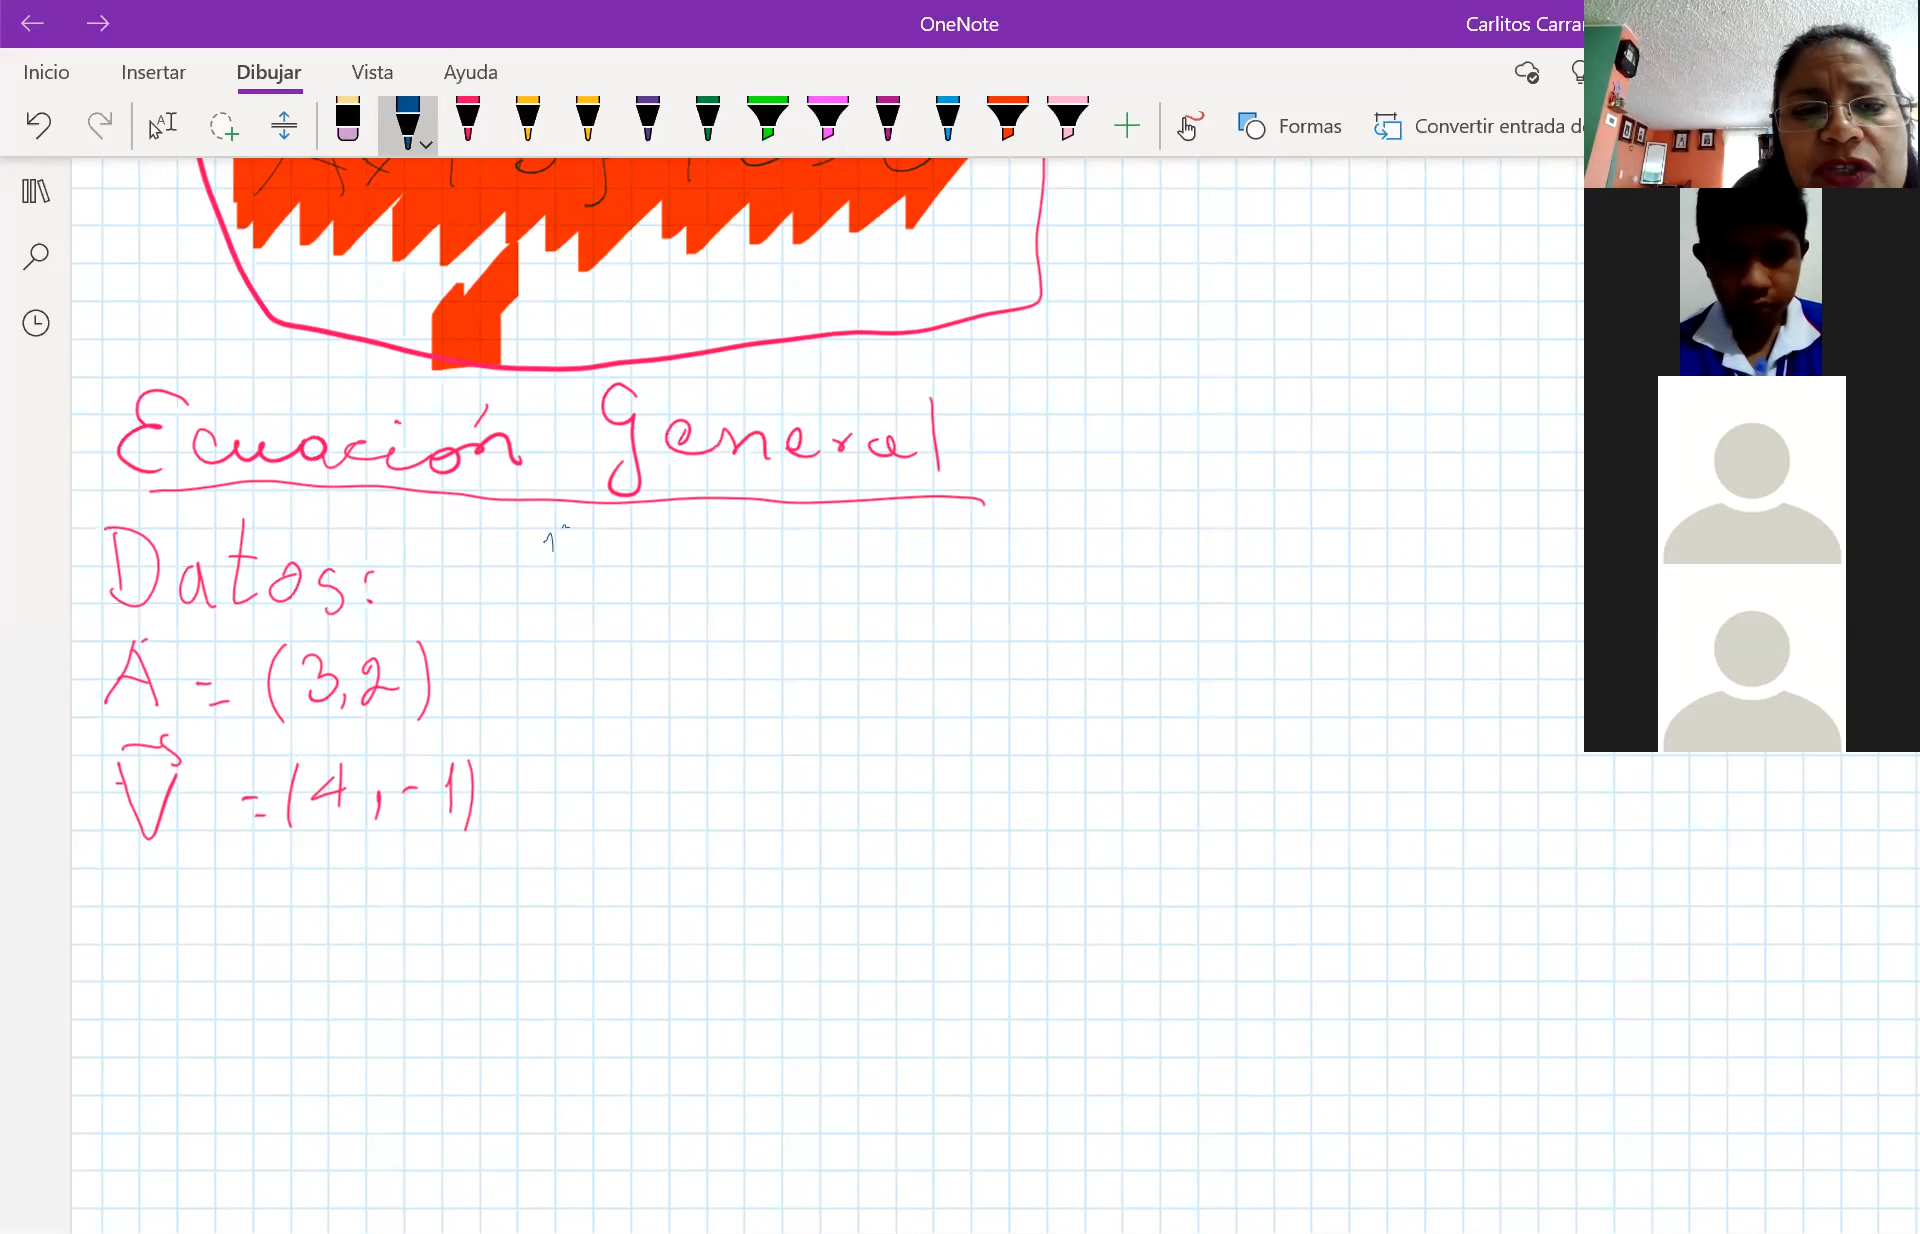 OneNote
Carlitos Carra
Inicio Insertar Dibujar Vista Ayuda
Formas Convertir entrada d
Ecuación General
Datos:
A = (3,2)
V = (4, -1)